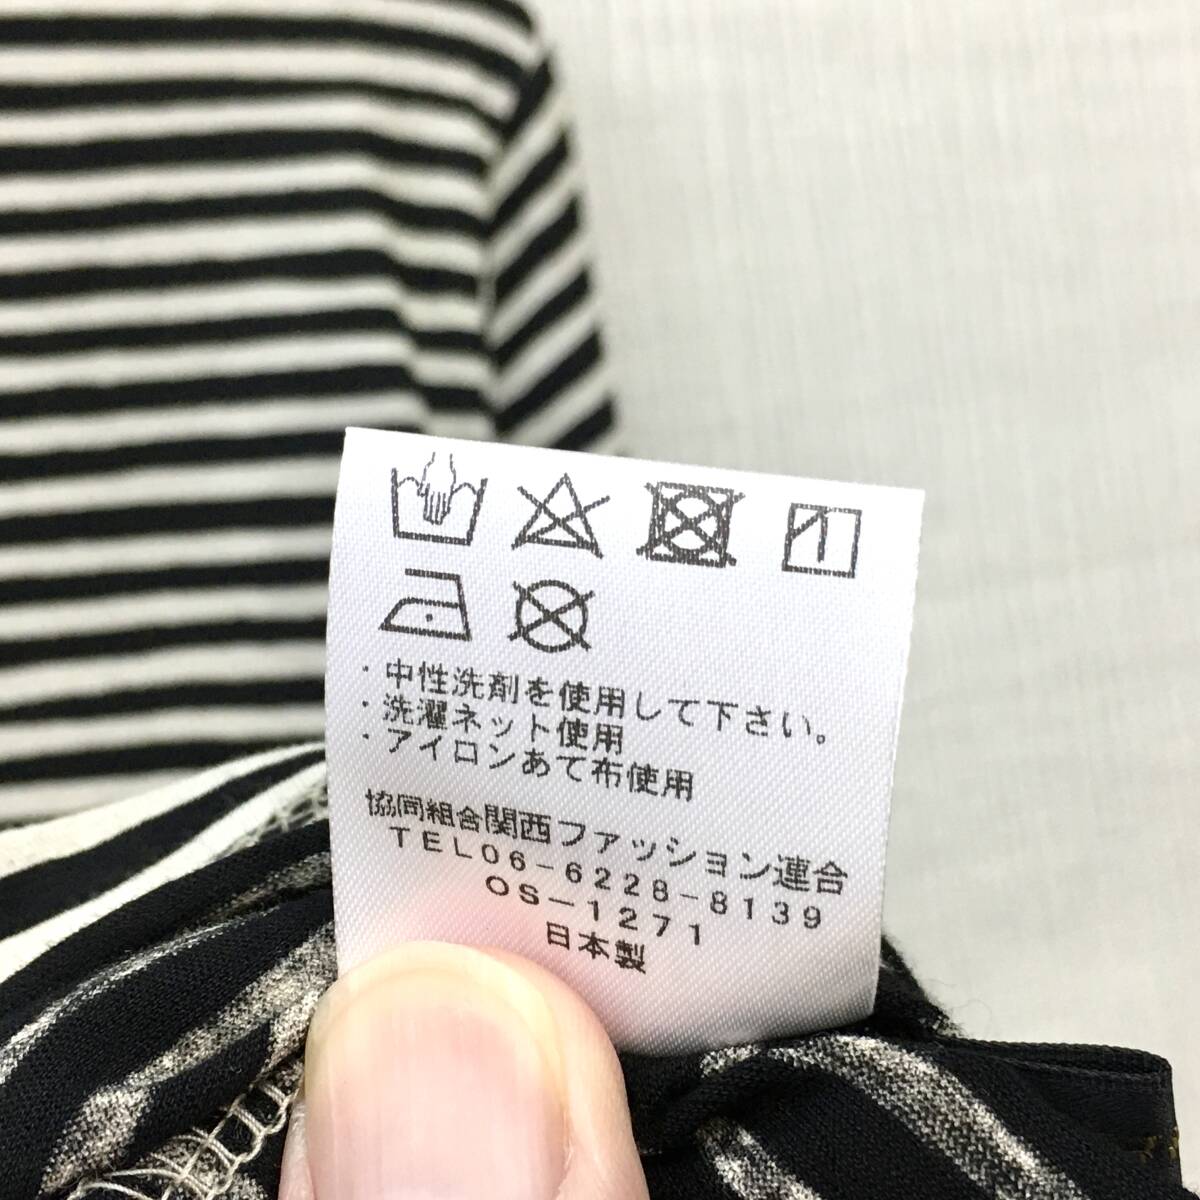 ・中性洗剤を使用して下さい。
・洗濯ネット使用
・アイロンあて布使用
協同組合関西ファッション連合
TEL06-6228-8139
OS-1271
日本製